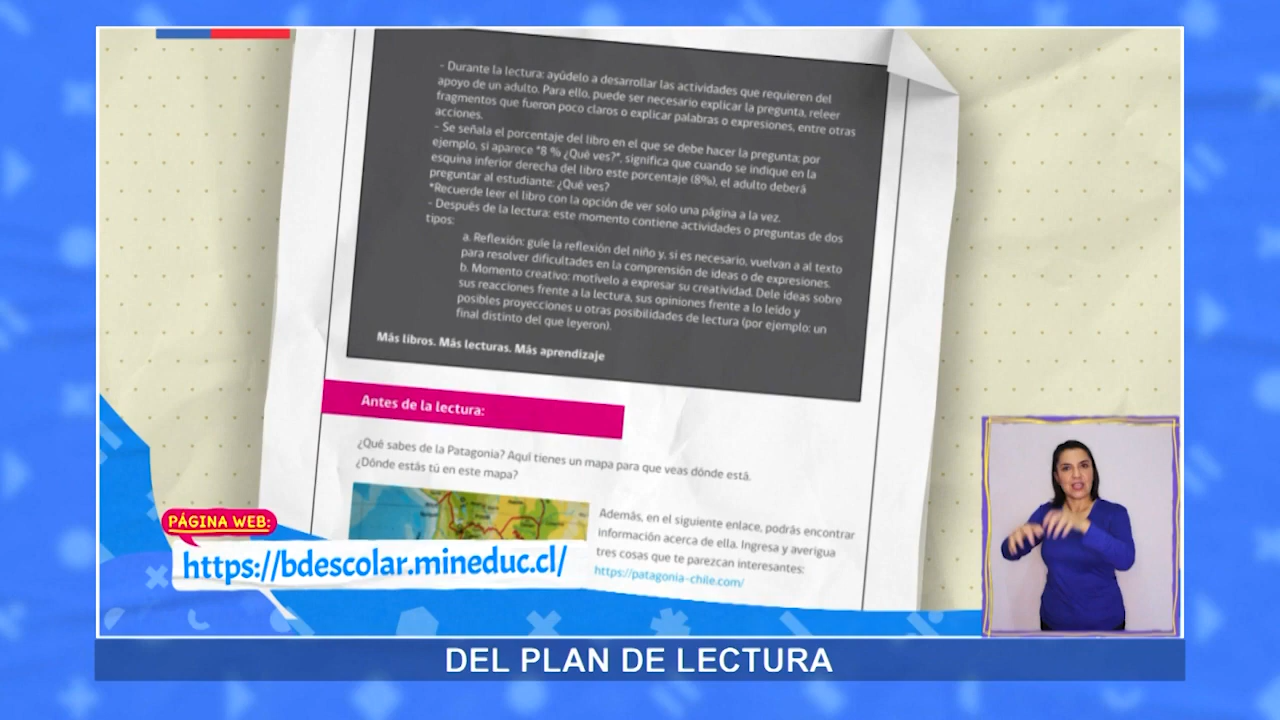 - Durante la lectura: ayúdelo a desarrollar las actividades que requieren del
apoyo de un adulto. Para ello, puede ser necesario explicar la pregunta, releer
fragmentos que fueron poco claros o explicar palabras o expresiones, entre otras
acciones.
- Se señala el porcentaje del libro en el que se debe hacer la pregunta; por
ejemplo, si aparece "8 % ¿Qué ves?", significa que cuando se indique en la
esquina inferior derecha del libro este porcentaje (8%), el adulto deberá
preguntar al estudiante: ¿Qué ves?
*Recuerde leer el libro con la opción de ver solo una página a la vez.
- Después de la lectura: este momento contiene actividades o preguntas de dos
tipos:
a. Reflexión: guíe la reflexión del niño y, si es necesario, vuelvan a al texto
para resolver dificultades en la comprensión de ideas o de expresiones.
b. Momento creativo: motívelo a expresar su creatividad. Dele ideas sobre
sus reacciones frente a la lectura, sus opiniones frente a lo leído y
posibles proyecciones u otras posibilidades de lectura (por ejemplo: un
final distinto del que leyeron).
Más libros. Más lecturas. Más aprendizaje
Antes de la lectura:
¿Qué sabes de la Patagonia? Aquí tienes un mapa para que veas dónde está.
¿Dónde estás tú en este mapa?
Además, en el siguiente enlace, podrás encontrar
información acerca de ella. Ingresa y averigua
tres cosas que te parezcan interesantes:
https://patagonia-chile.com/
PÁGINA WEB:
https://bdescolar.mineduc.cl/
DEL PLAN DE LECTURA